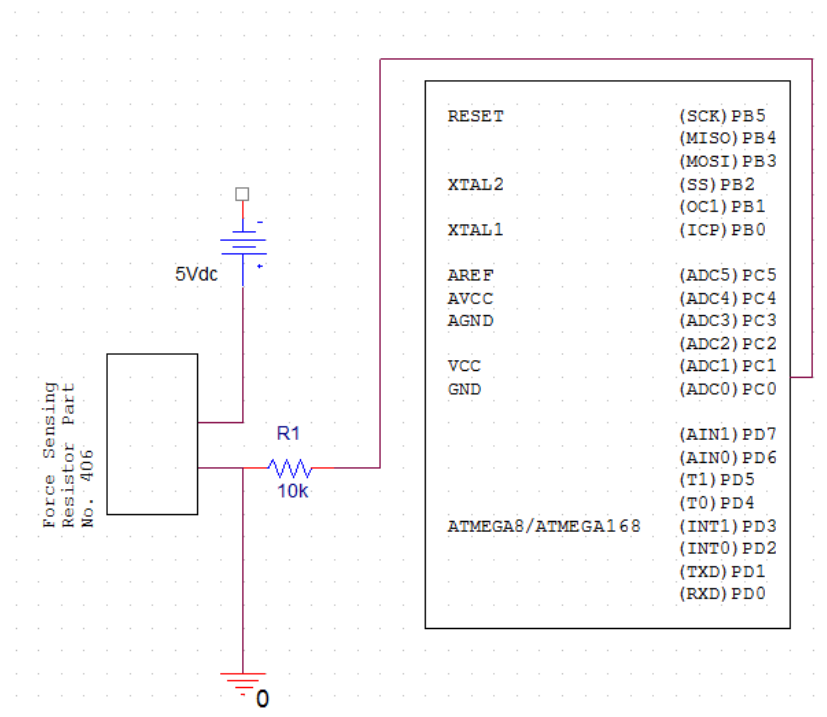 RESET
XTAL2
XTAL1
AREF
AVCC
AGND
VCC
GND
ATMEGA8/ATMEGA168
(SCK)PB5
(MISO)PB4
(MOSI)PB3
(SS)PB2
(OC1)PB1
(ICP)PB0
(ADC5)PC5
(ADC4)PC4
(ADC3)PC3
(ADC2)PC2
(ADC1)PC1
(ADC0)PC0
(AIN1)PD7
(AIN0)PD6
(T1)PD5
(T0)PD4
(INT1)PD3
(INT0)PD2
(TXD)PD1
(RXD)PD0
5Vdc
Force Sensing
Resistor Part
No. 406
R1
10k
0